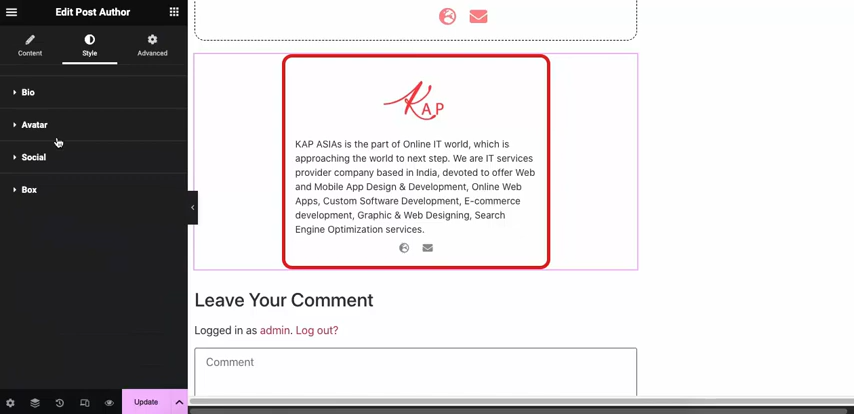 Edit Post Author
Content
Style
Advanced
Bio
Avatar
Social
Box
Update
KAP
KAP ASIAs is the part of Online IT world, which is
approaching the world to next step. We are IT services
provider company based in India, devoted to offer Web
and Mobile App Design & Development, Online Web
Apps, Custom Software Development, E-commerce
development, Graphic & Web Designing, Search
Engine Optimization services.
Leave Your Comment
Logged in as admin. Log out?
Comment